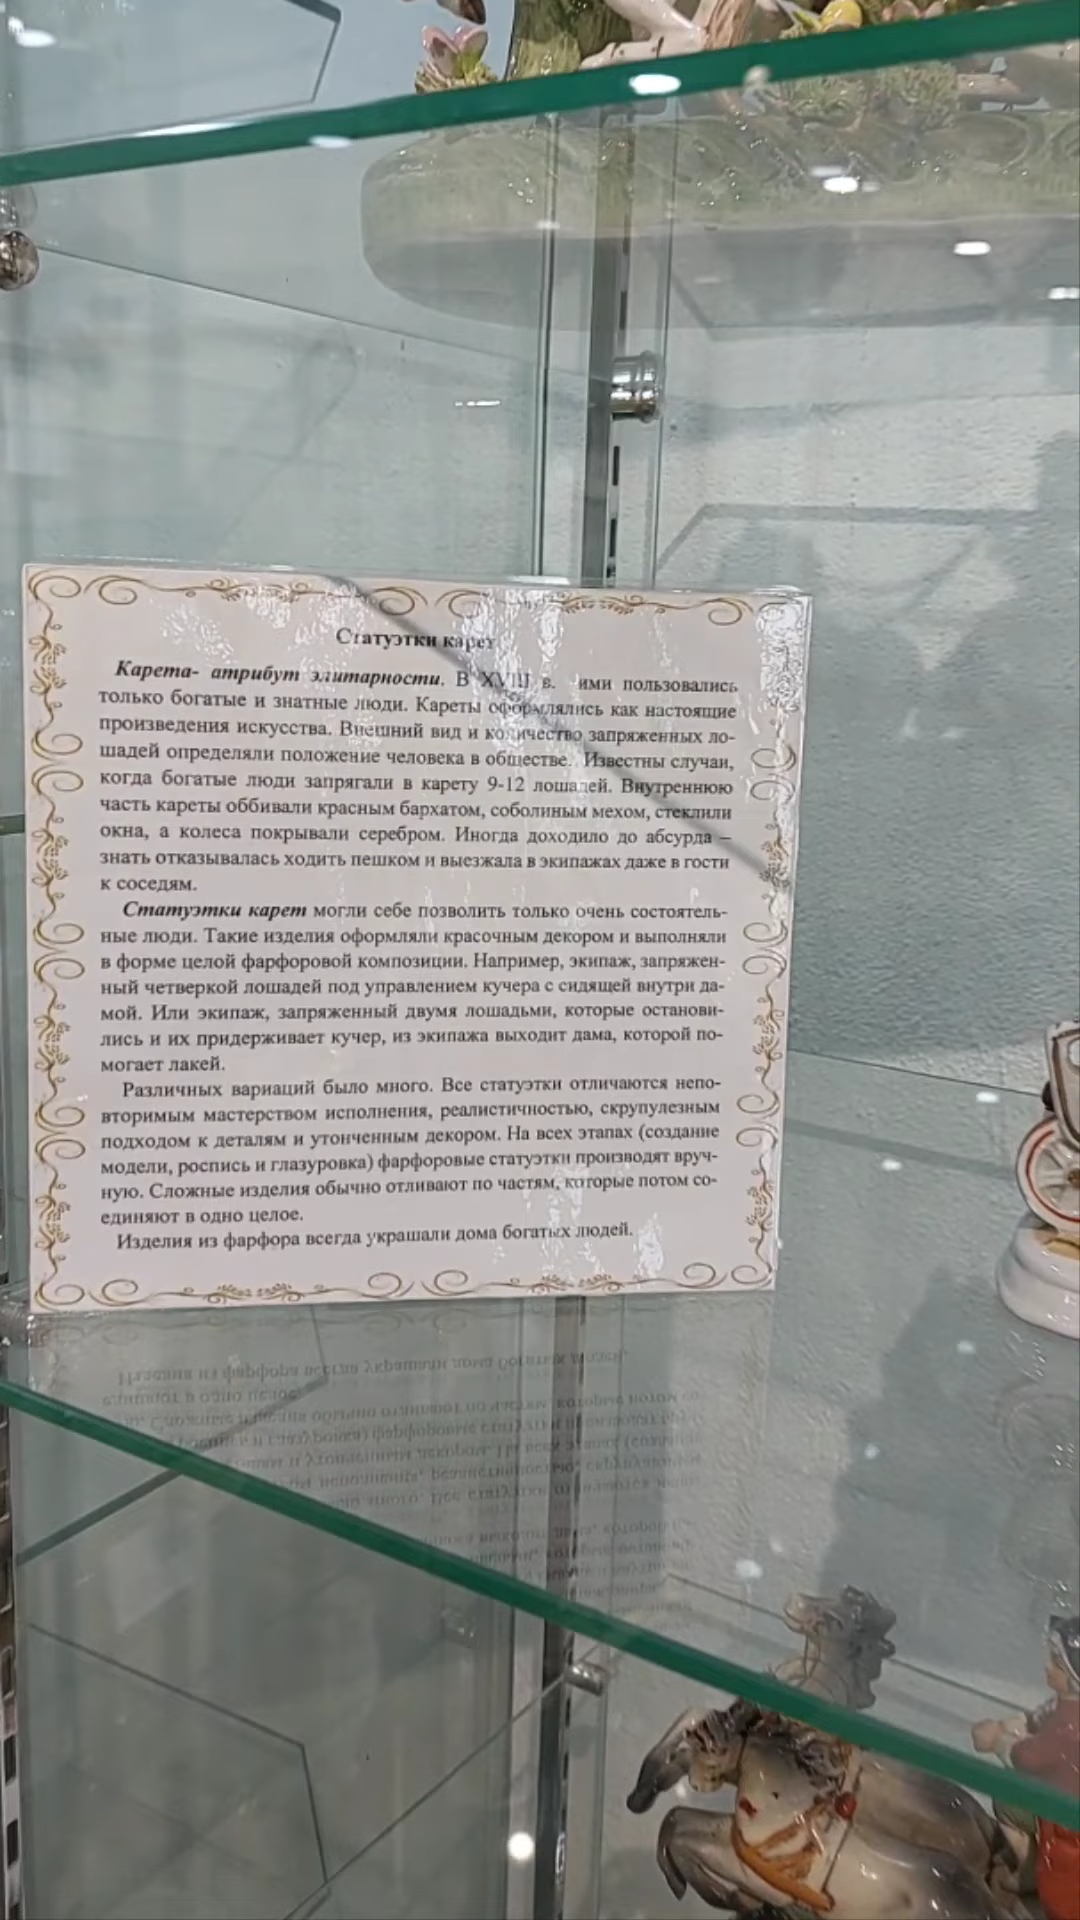 Статуэтки карет
Карета- атрибут элитарности. В XVIII в. ими пользовались
только богатые и знатные люди. Кареты оформлялись как настоящие
произведения искусства. Внешний вид и количество запряженных ло-
шадей определяли положение человека в обществе. Известны случаи,
когда богатые люди запрягали в карету 9-12 лошадей. Внутреннюю
часть кареты оббивали красным бархатом, соболиным мехом, стеклили
окна, а колеса покрывали серебром. Иногда доходило до абсурда –
знать отказывалась ходить пешком и выезжала в экипажах даже в гости
к соседям.
Статуэтки карет могли себе позволить только очень состоятель-
ные люди. Такие изделия оформляли красочным декором и выполняли
в форме целой фарфоровой композиции. Например, экипаж, запряжен-
ный четверкой лошадей под управлением кучера с сидящей внутри да-
мой. Или экипаж, запряженный двумя лошадьми, которые останови-
лись и их придерживает кучер, из экипажа выходит дама, которой по-
могает лакей.
Различных вариаций было много. Все статуэтки отличаются непо-
вторимым мастерством исполнения, реалистичностью, скрупулезным
подходом к деталям и утонченным декором. На всех этапах (создание
модели, роспись и глазуровка) фарфоровые статуэтки производят вруч-
ную. Сложные изделия обычно отливают по частям, которые потом со-
единяют в одно целое.
Изделия из фарфора всегда украшали дома богатых людей.